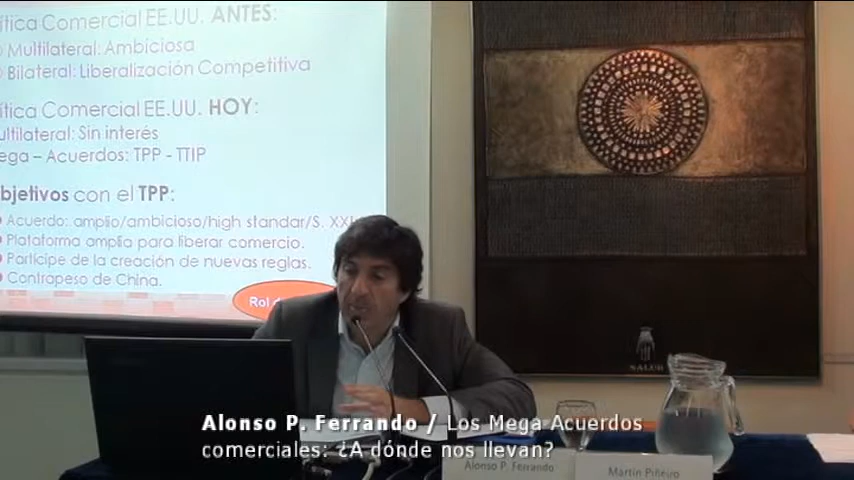 ítica Comercial EE.UU. ANTES:
Multilateral: Ambiciosa
Bilateral: Liberalización Competitiva
ítica Comercial EE.UU. HOY:
ultilateral: Sin interés
ega – Acuerdos: TPP - TTIP
bjetivos con el TPP:
Acuerdo: amplio/ambicioso/high standar/S. XXI
Plataforma amplia para liberar comercio.
Partícipe de la creación de nuevas reglas.
Contrapeso de China.
Rol d
SALUB
Alonso P. Ferrando / Los Mega Acuerdos
comerciales: ¿A dónde nos llevan?
Alonso P. Ferrando
Martín Piñeiro